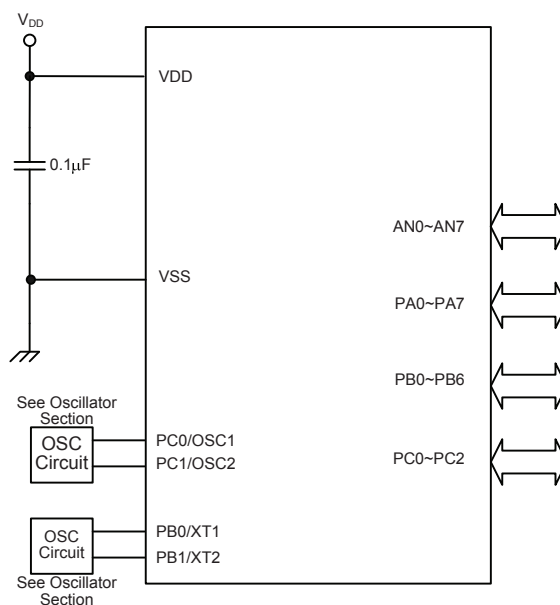 VDD
VDD
0.1μF
AN0~AN7
VSS
PA0~PA7
PB0~PB6
See Oscillator
Section
OSC
Circuit
PC0/OSC1
PC1/OSC2
PC0~PC2
OSC
Circuit
PB0/XT1
PB1/XT2
See Oscillator
Section